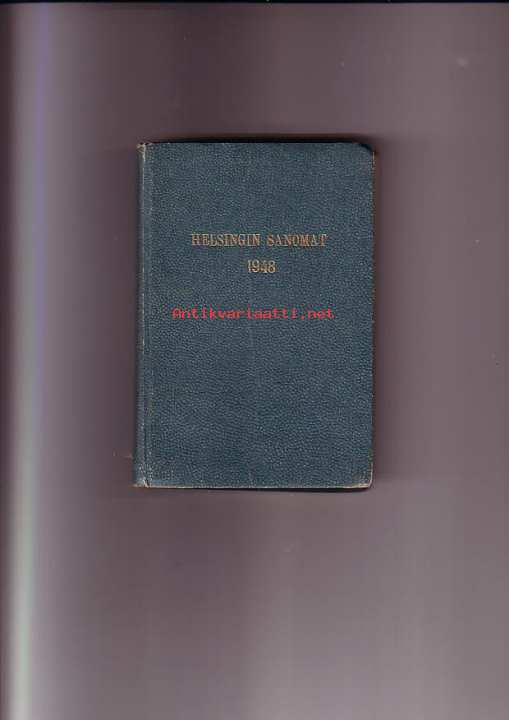 HELSINGIN SANOMAT
1948
Antikvariaatti.net